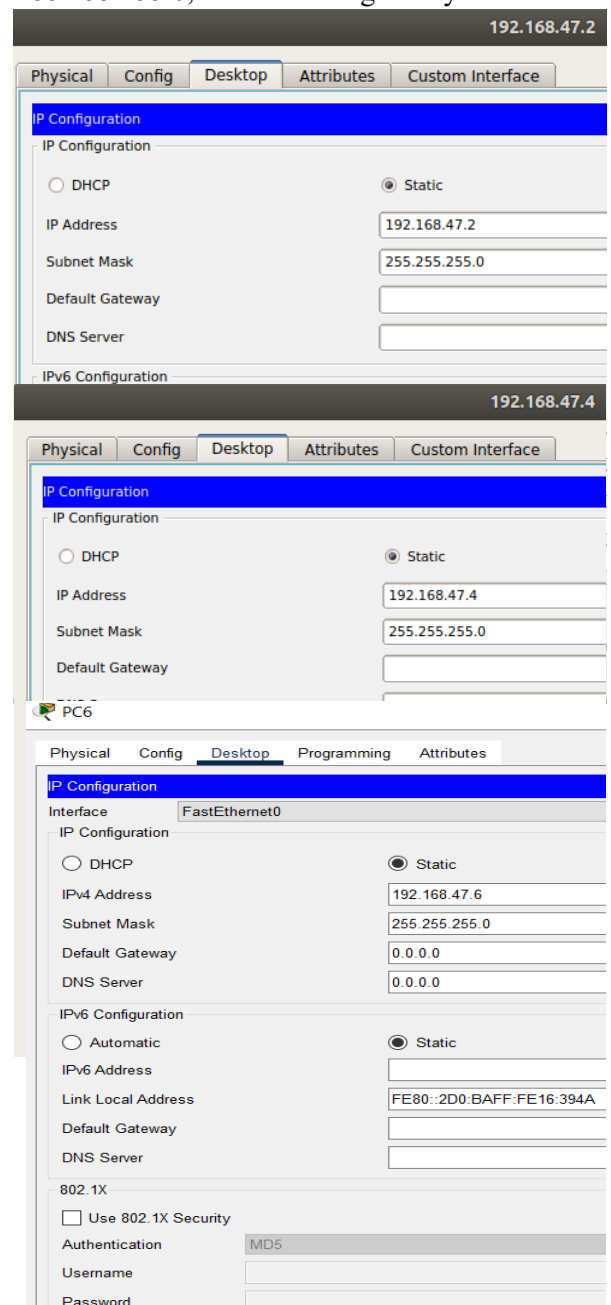 192.168.47.2
Physical Config Desktop Attributes Custom Interface
IP Configuration
IP Configuration
DHCP Static
IP Address 192.168.47.2
Subnet Mask 255.255.255.0
Default Gateway
DNS Server
IPv6 Configuration
192.168.47.4
Physical Config Desktop Attributes Custom Interface
IP Configuration
IP Configuration
DHCP Static
IP Address 192.168.47.4
Subnet Mask 255.255.255.0
Default Gateway
PC6
Physical Config Desktop Programming Attributes
IP Configuration
Interface FastEthernet0
IP Configuration
DHCP Static
IPv4 Address 192.168.47.6
Subnet Mask 255.255.255.0
Default Gateway 0.0.0.0
DNS Server 0.0.0.0
IPv6 Configuration
Automatic Static
IPv6 Address
Link Local Address FE80::2D0:BAFF:FE16:394A
Default Gateway
DNS Server
802.1X
Use 802.1X Security
Authentication MD5
Username
Password